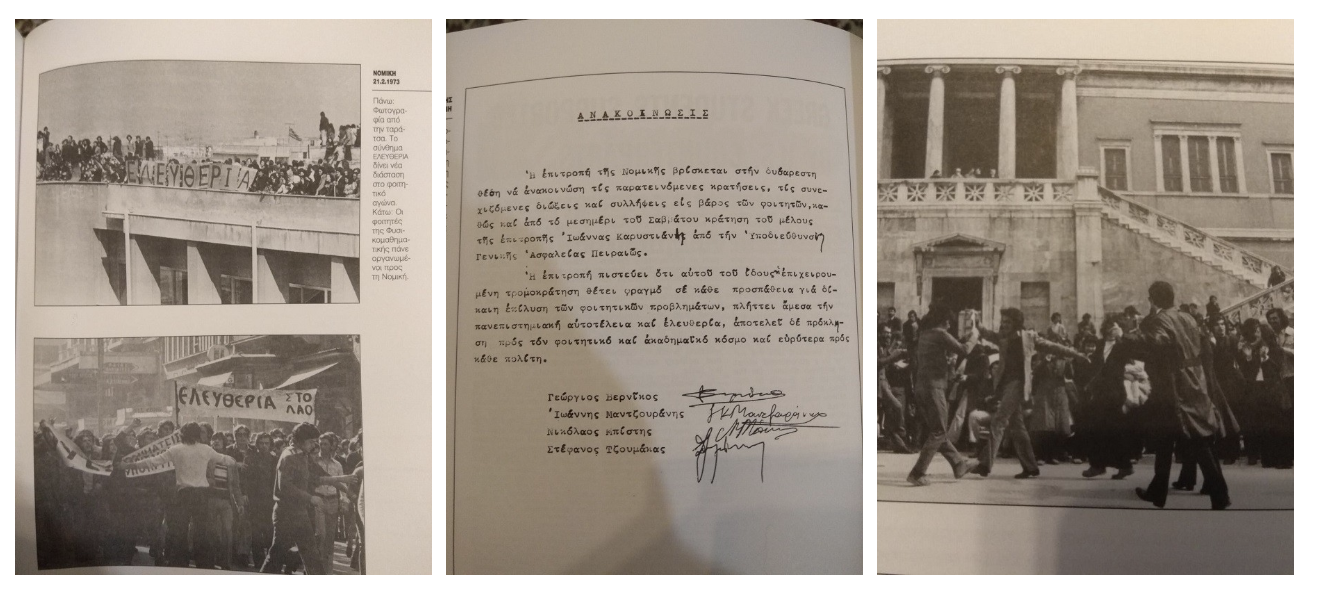 ΝΟΜΙΚΗ
21.2.1973
Πάνω:
Φωτογρα-
φία από
την ταρά-
τσα. Το
σύνθημα
ΕΛΕΥΘΕΡΙΑ
δίνει νέα
διάσταση
στο φοιτη-
τικό
αγώνα.
Κάτω: Οι
φοιτητές
της Φυσι-
κομαθημα-
τικής πάνε
οργανωμέ-
νοι προς
τη Νομική.
ΕΛΕΥΘΕΡΙΑ
ΕΛΕΥΘΕΡΙΑ ΣΤΟ
ΛΑΟ
ΑΝΑΚΟΙΝΩΣΙΣ
Ἡ ἐπιτροπή τῆς Νομικῆς βρίσκεται στήν δυσάρεστη
θέση νά ἀνακοινώση τίς παρατεινόμενες κρατήσεις, τίς συνε-
χιζόμενες διώξεις καί συλλήψεις εἰς βάρος τῶν φοιτητῶν,κα-
θώς καί ἀπό τό μεσημέρι τοῦ Σαββάτου κράτηση τοῦ μέλους
τῆς ἐπιτροπῆς Ἰωάννας Καρυστιάνη ἀπό τήν Ὑποδιεύθυνση
Γενικῆς Ἀσφαλείας Πειραιῶς.
Ἡ ἐπιτροπή πιστεύει ὅτι αὐτοῦ τοῦ εἴδους ἐπιχειρου-
μένη τρομοκράτηση θέτει φραγμό σέ κάθε προσπάθεια γιά δί-
καιη ἐπίλυση τῶν φοιτητικῶν προβλημάτων, πλήττει ἄμεσα τήν
πανεπιστημιακή αὐτοτέλεια καί ἐλευθερία, ἀποτελεῖ δέ πρόκλη-
ση πρός τόν φοιτητικό καί ἀκαδημαϊκό κόσμο καί εὐρύτερα πρός
κάθε πολίτη.
Γεώργιος Βερνίκος
Ἰωάννης Μαντζουράνης
Νικόλαος Μπίστης
Στέφανος Τζουμάκας